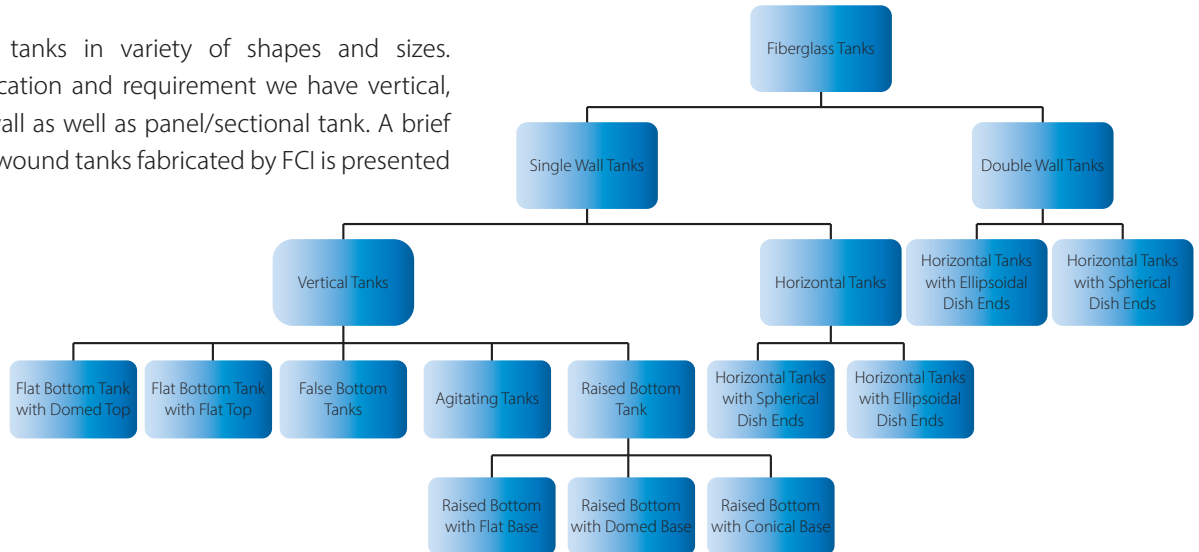 tanks in variety of shapes and sizes.
cation and requirement we have vertical,
all as well as panel/sectional tank. A brief
wound tanks fabricated by FCI is presented
Fiberglass Tanks
Single Wall Tanks
Double Wall Tanks
Vertical Tanks
Horizontal Tanks
Horizontal Tanks
with Ellipsoidal
Dish Ends
Horizontal Tanks
with Spherical
Dish Ends
Flat Bottom Tank
with Domed Top
Flat Bottom Tank
with Flat Top
False Bottom
Tanks
Agitating Tanks
Raised Bottom
Tank
Horizontal Tanks
with Spherical
Dish Ends
Horizontal Tanks
with Ellipsoidal
Dish Ends
Raised Bottom
with Flat Base
Raised Bottom
with Domed Base
Raised Bottom
with Conical Base